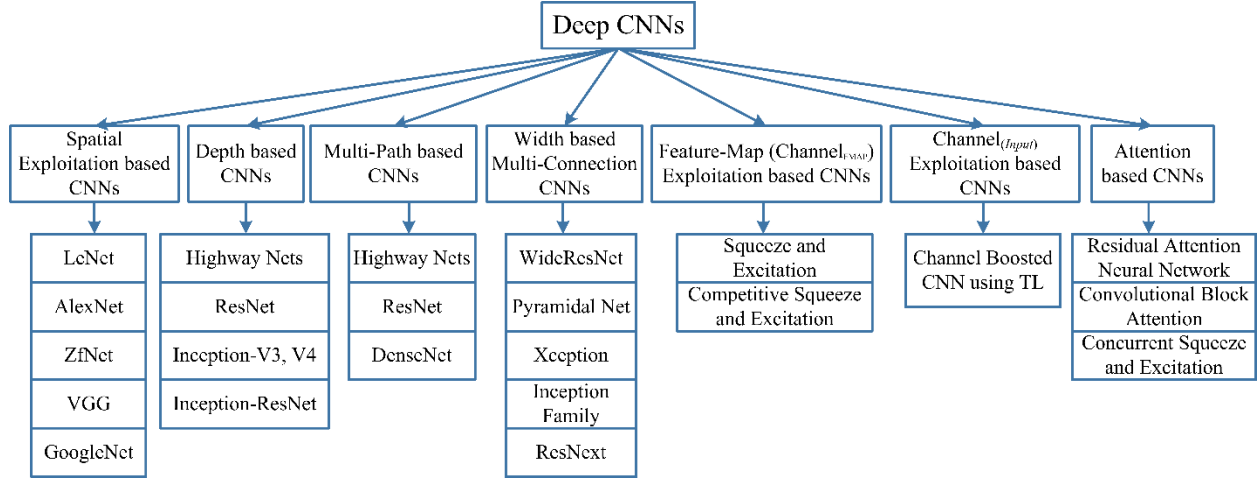 Deep CNNs
Spatial
Exploitation based
CNNs
Depth based
CNNs
Multi-Path based
CNNs
Width based
Multi-Connection
CNNs
Feature-Map (ChannelFMAP)
Exploitation based CNNs
Channel(Input)
Exploitation based
CNNs
Attention
based CNNs
LeNet
AlexNet
ZfNet
VGG
GoogleNet
Highway Nets
ResNet
Inception-V3, V4
Inception-ResNet
Highway Nets
ResNet
DenseNet
WideResNet
Pyramidal Net
Xception
Inception
Family
ResNext
Squeeze and
Excitation
Competitive Squeeze
and Excitation
Channel Boosted
CNN using TL
Residual Attention
Neural Network
Convolutional Block
Attention
Concurrent Squeeze
and Excitation